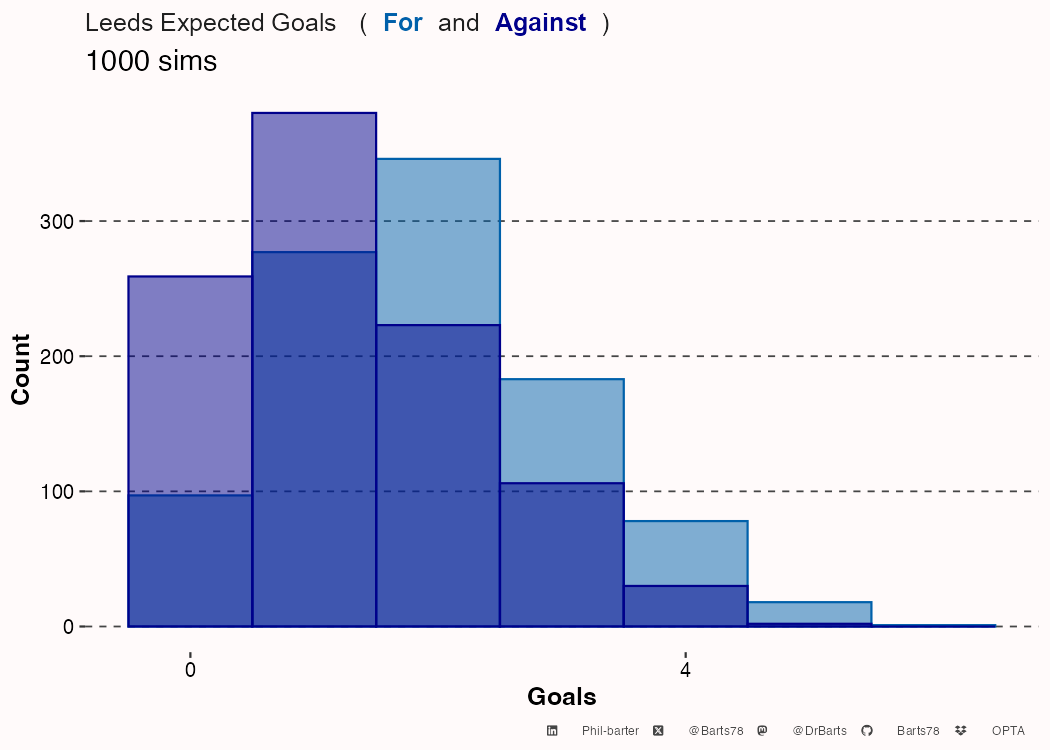 Leeds Expected Goals ( For and Against )
1000 sims
300
200
100
0
Count
0 4
Goals
Phil-barter @Barts78 @DrBarts Barts78 OPTA